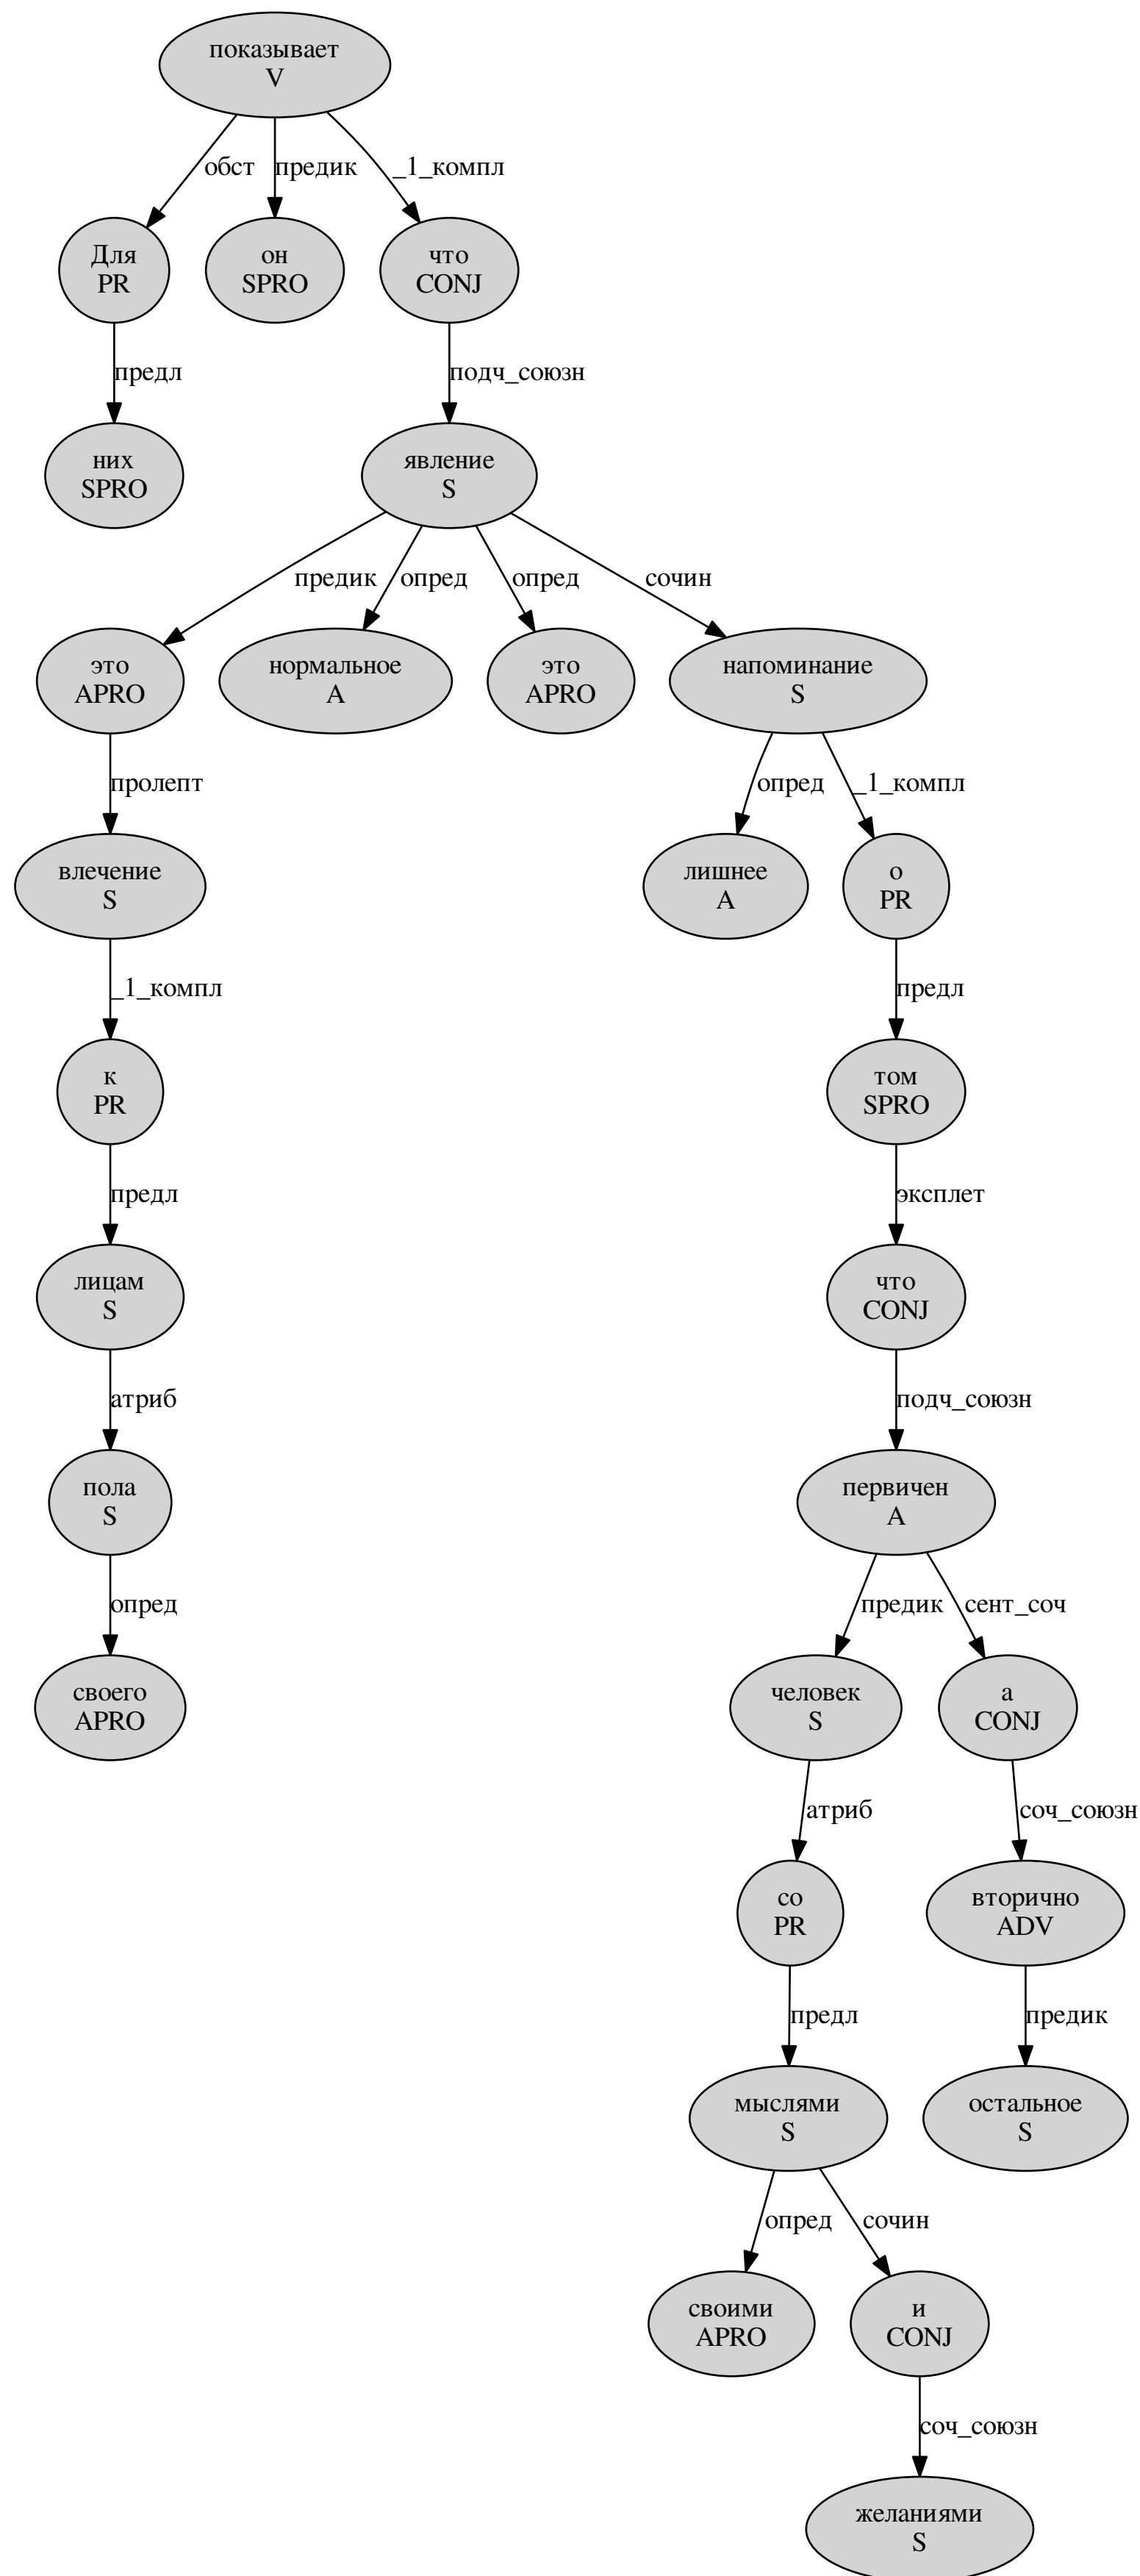 показывает
V
обст
предик
_1_компл
Для
PR
он
SPRO
что
CONJ
предл
подч_союзн
них
SPRO
явление
S
предик
опред
опред
сочин
это
APRO
нормальное
A
это
APRO
напоминание
S
пролепт
опред
_1_компл
влечение
S
лишнее
A
о
PR
_1_компл
предл
к
PR
том
SPRO
предл
эксплет
лицам
S
что
CONJ
атриб
подч_союзн
пола
S
первичен
A
опред
предик
сент_соч
своего
APRO
человек
S
а
CONJ
атриб
соч_союзн
со
PR
вторично
ADV
предл
предик
мыслями
S
остальное
S
опред
сочин
своими
APRO
и
CONJ
соч_союзн
желаниями
S